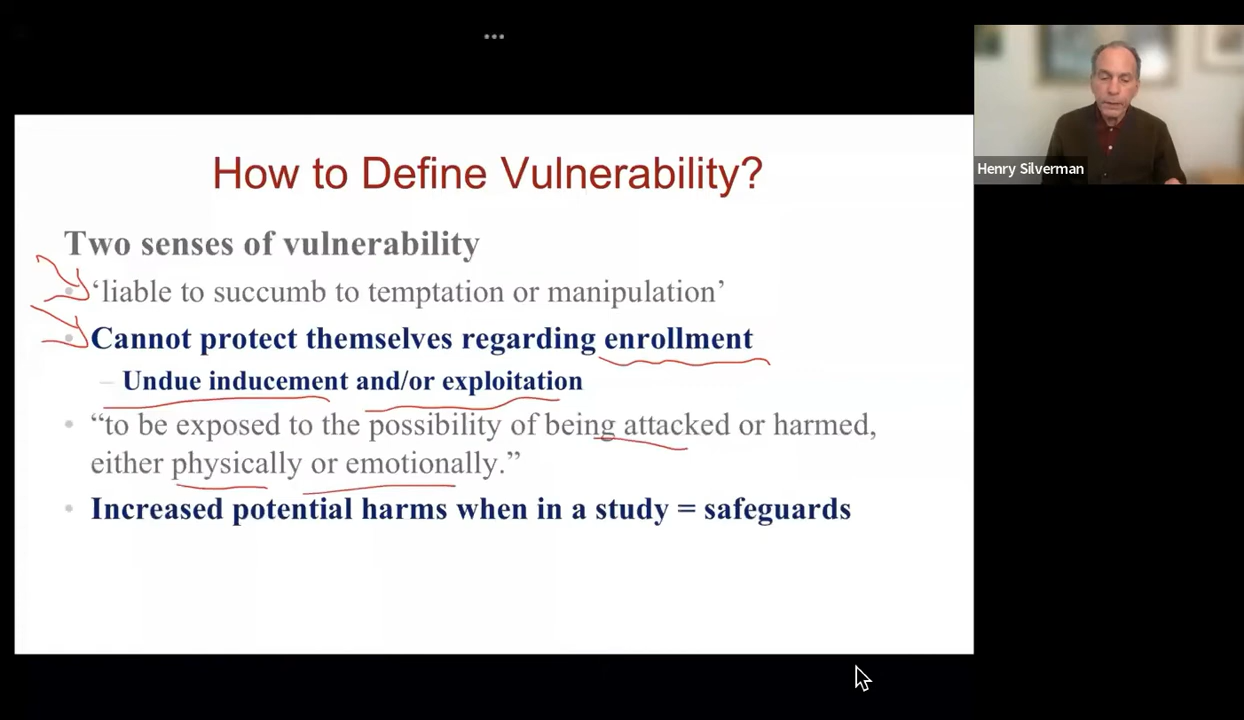 How to Define Vulnerability?
Henry Silverman
Two senses of vulnerability
‘liable to succumb to temptation or manipulation’
Cannot protect themselves regarding enrollment
– Undue inducement and/or exploitation
“to be exposed to the possibility of being attacked or harmed,
either physically or emotionally.”
Increased potential harms when in a study = safeguards